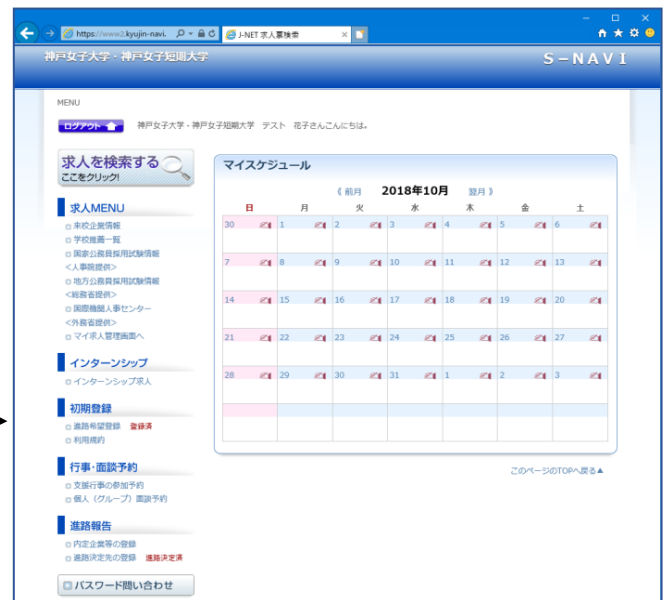 https://www2.kyujin-navi.
J-NET 求人票検索
神戸女子大学・神戸女子短期大学
S-NAVI
MENU
ログアウト
神戸女子大学・神戸女子短期大学 テスト 花子さんこんにちは。
求人を検索する
ここをクリック!
求人MENU
来校企業情報
学校推薦一覧
国家公務員採用試験情報
<人事院提供>
地方公務員採用試験情報
<総務省提供>
国際機関人事センター
<外務省提供>
マイ求人管理画面へ
インターンシップ
インターンシップ求人
初期登録
進路希望登録 登録済
利用規約
行事・面談予約
支援行事の参加予約
個人（グループ）面談予約
進路報告
内定企業等の登録
進路決定先の登録 進路決定済
パスワード問い合わせ
マイスケジュール
《 前月 2018年10月 翌月 》
日 月 火 水 木 金 土
30 1 2 3 4 5 6
7 8 9 10 11 12 13
14 15 16 17 18 19 20
21 22 23 24 25 26 27
28 29 30 31 1 2 3
このページのTOPへ戻る▲